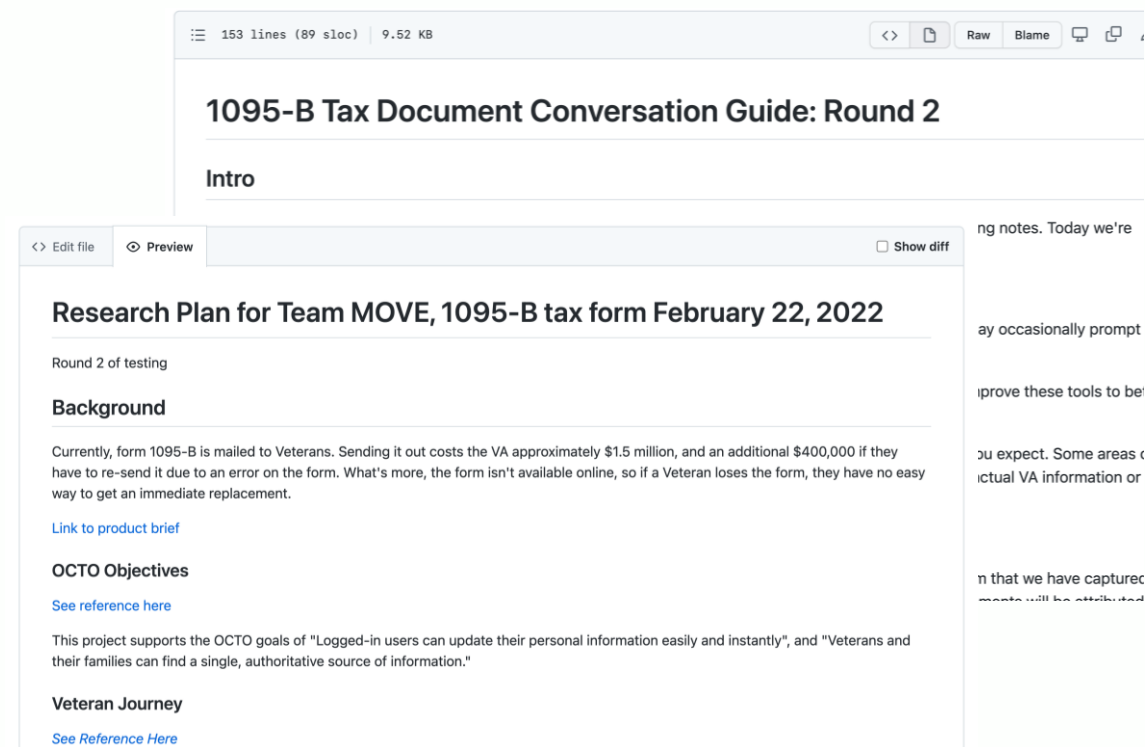 153 lines (89 sloc) 9.52 KB
Raw Blame
1095-B Tax Document Conversation Guide: Round 2
Intro
ng notes. Today we're
ay occasionally prompt
prove these tools to bet
ou expect. Some areas
ctual VA information or
that we have captured
Edit file Preview Show diff
Research Plan for Team MOVE, 1095-B tax form February 22, 2022
Round 2 of testing
Background
Currently, form 1095-B is mailed to Veterans. Sending it out costs the VA approximately $1.5 million, and an additional $400,000 if they
have to re-send it due to an error on the form. What's more, the form isn't available online, so if a Veteran loses the form, they have no easy
way to get an immediate replacement.
Link to product brief
OCTO Objectives
See reference here
This project supports the OCTO goals of "Logged-in users can update their personal information easily and instantly", and "Veterans and
their families can find a single, authoritative source of information."
Veteran Journey
See Reference Here